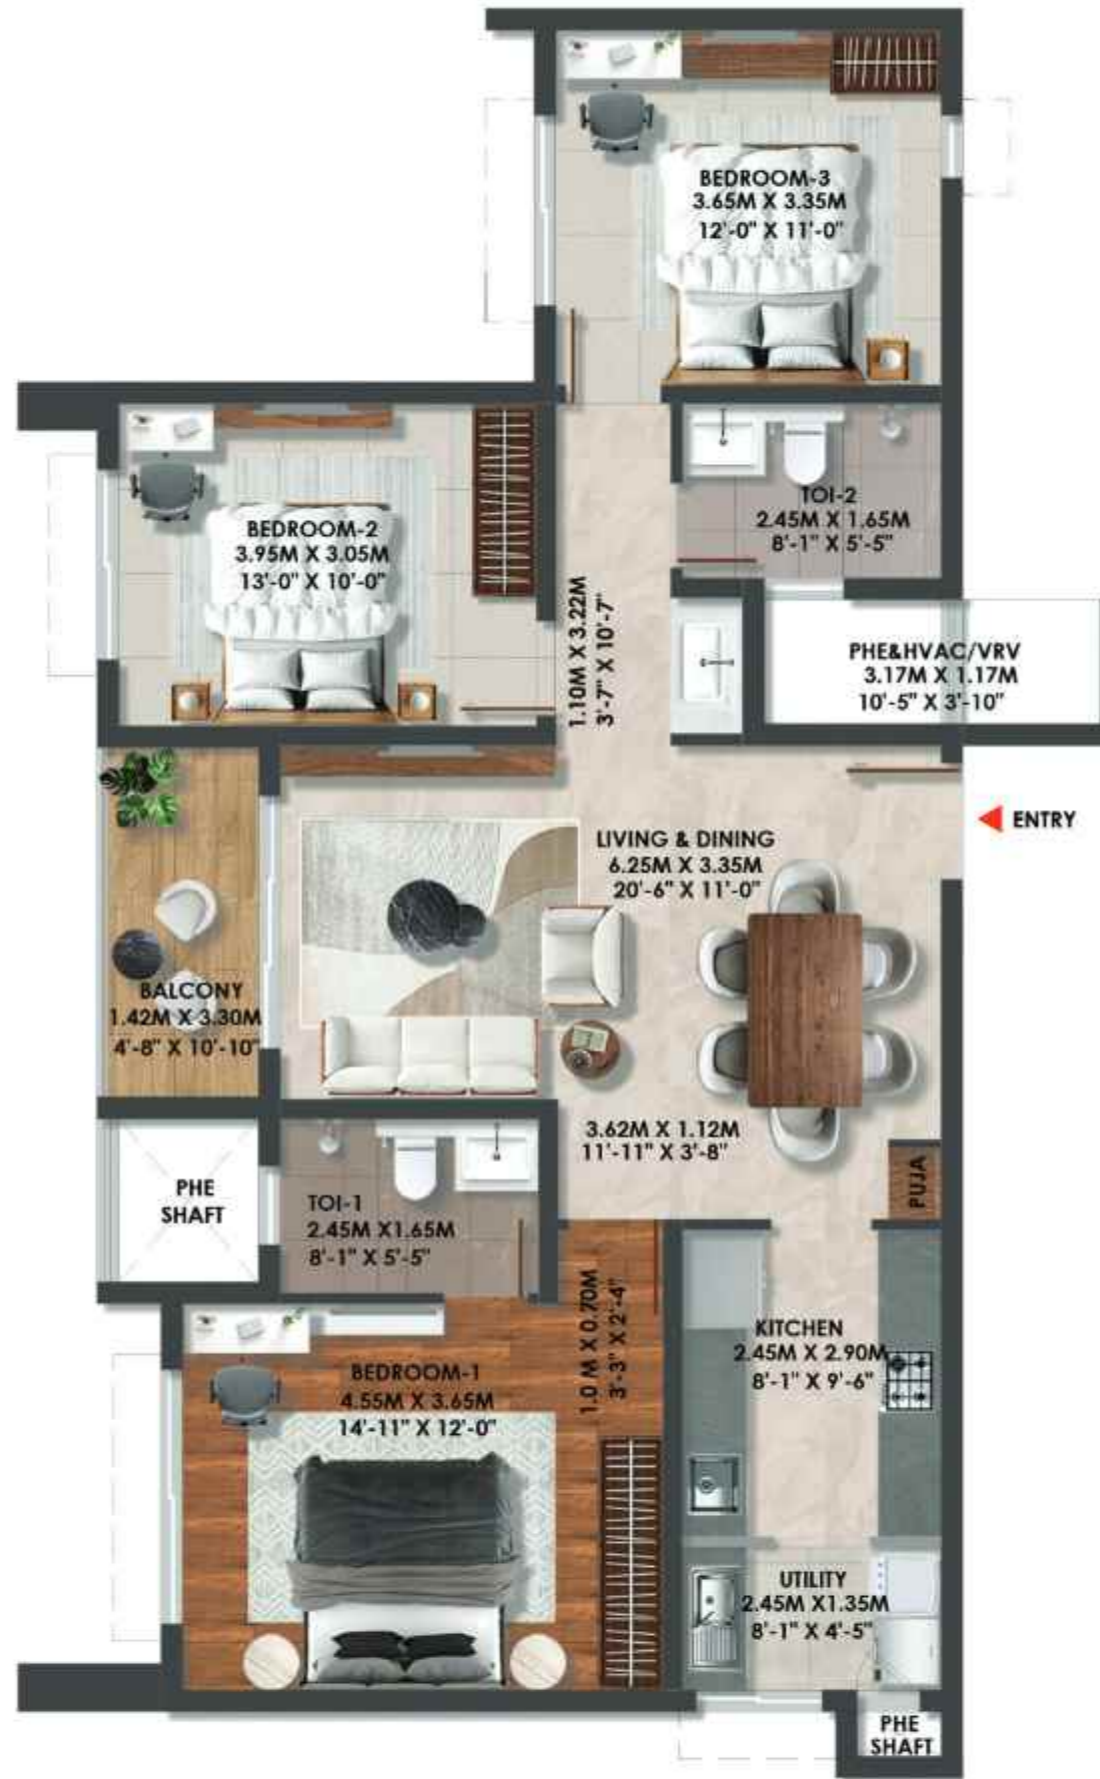 BEDROOM-3
3.65M X 3.35M
12'-0" X 11'-0"
TOI-2
2.45M X 1.65M
8'-1" X 5'-5"
BEDROOM-2
3.95M X 3.05M
13'-0" X 10'-0"
1.10M X 3.22M
3'-7" X 10'-7"
PHE&HVAC/VRV
3.17M X 1.17M
10'-5" X 3'-10"
ENTRY
LIVING & DINING
6.25M X 3.35M
20'-6" X 11'-0"
BALCONY
1.42M X 3.30M
4'-8" X 10'-10"
3.62M X 1.12M
11'-11" X 3'-8"
PUJA
PHE
SHAFT
TOI-1
2.45M X1.65M
8'-1" X 5'-5"
1.0 M X 0.70M
3'-3" X 2'-4"
KITCHEN
2.45M X 2.90M
8'-1" X 9'-6"
BEDROOM-1
4.55M X 3.65M
14'-11" X 12'-0"
UTILITY
2.45M X1.35M
8'-1" X 4'-5"
PHE
SHAFT